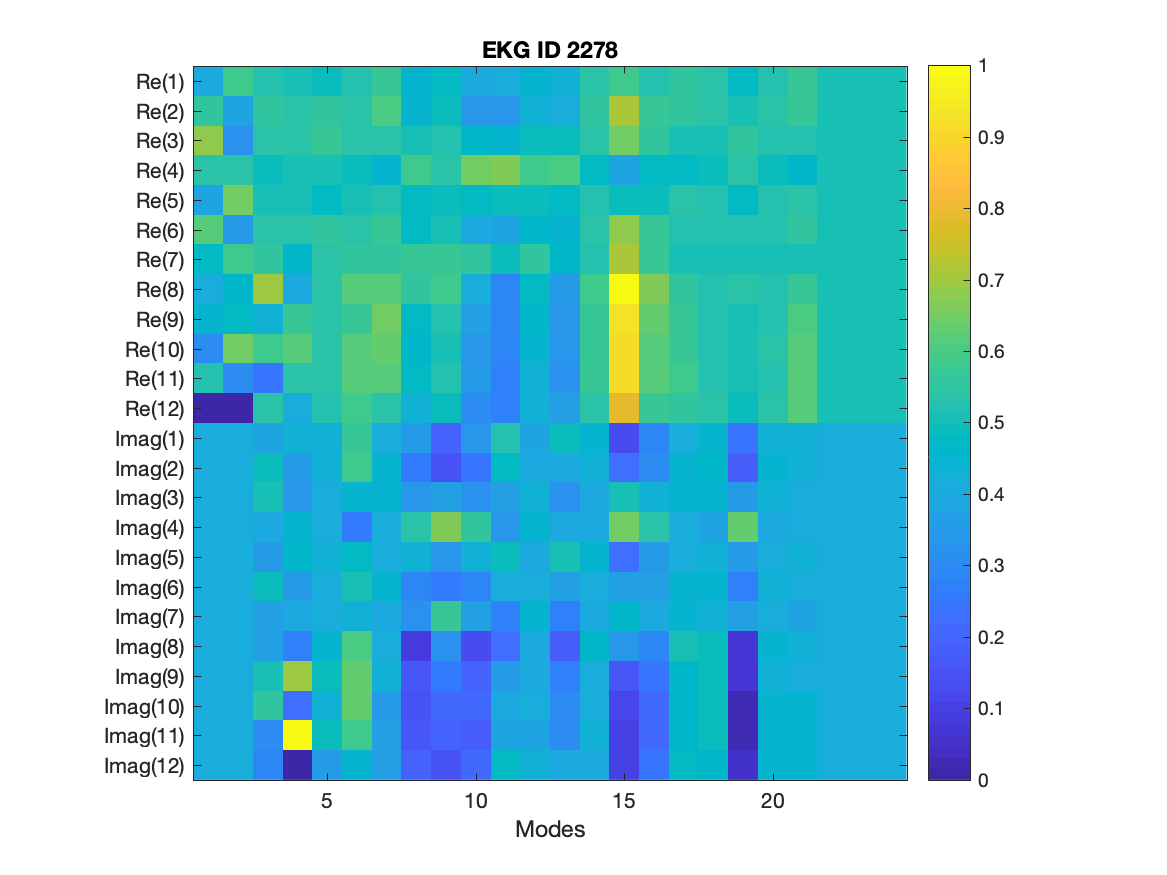 EKG ID 2278
Re(1)
Re(2)
Re(3)
Re(4)
Re(5)
Re(6)
Re(7)
Re(8)
Re(9)
Re(10)
Re(11)
Re(12)
Imag(1)
Imag(2)
Imag(3)
Imag(4)
Imag(5)
Imag(6)
Imag(7)
Imag(8)
Imag(9)
Imag(10)
Imag(11)
Imag(12)
5 10 15 20
Modes
1
0.9
0.8
0.7
0.6
0.5
0.4
0.3
0.2
0.1
0